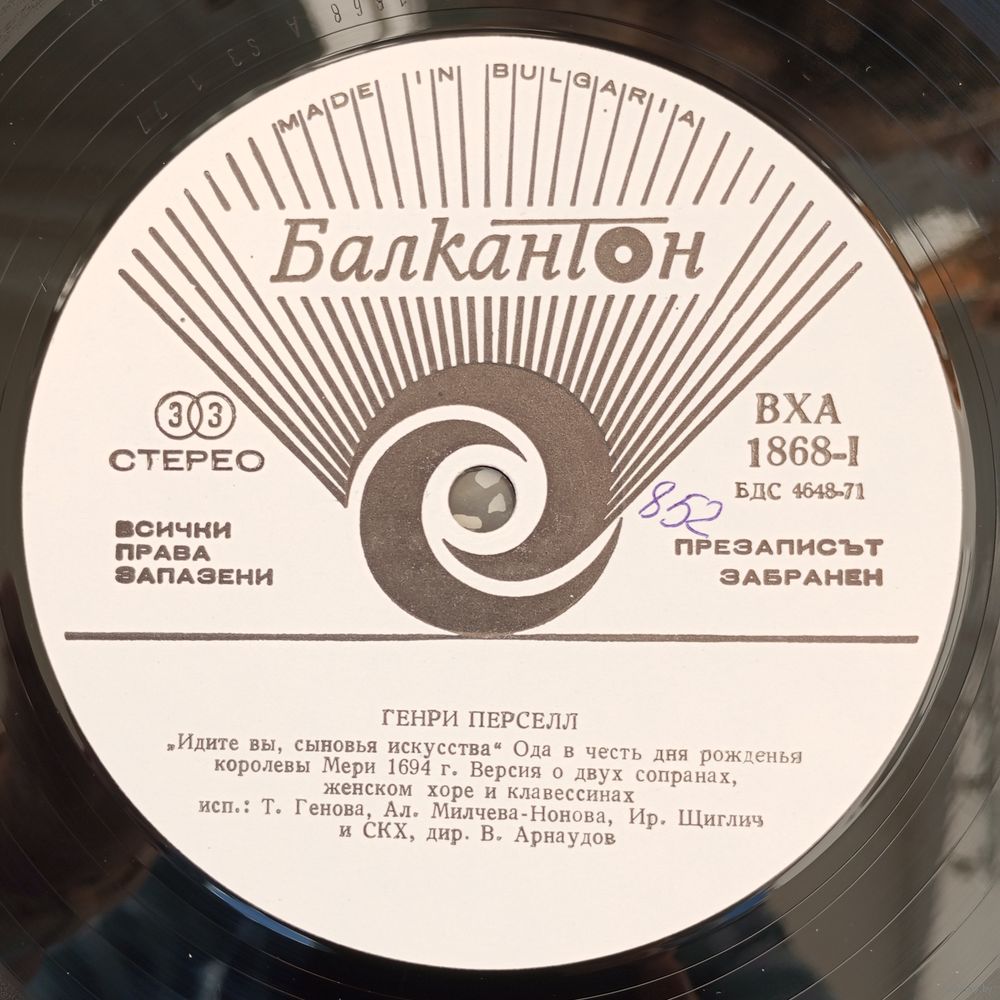 MADE IN BULGARIA
Балкантон
33
СТЕРЕО
ВХА
1868-I
БДС 4648-71
852
ВСИЧКИ
ПРАВА
ЗАПАЗЕНИ
ПРЕЗАПИСЪТ
ЗАБРАНЕН
ГЕНРИ ПЕРСЕЛЛ
„Идите вы, сыновья искусства“ Ода в честь дня рожденья
королевы Мери 1694 г. Версия о двух сопранах,
женском хоре и клавессинах
исп.: Т. Генова, Ал. Милчева-Нонова, Ир. Щиглич
и СКХ, дир. В. Арнаудов